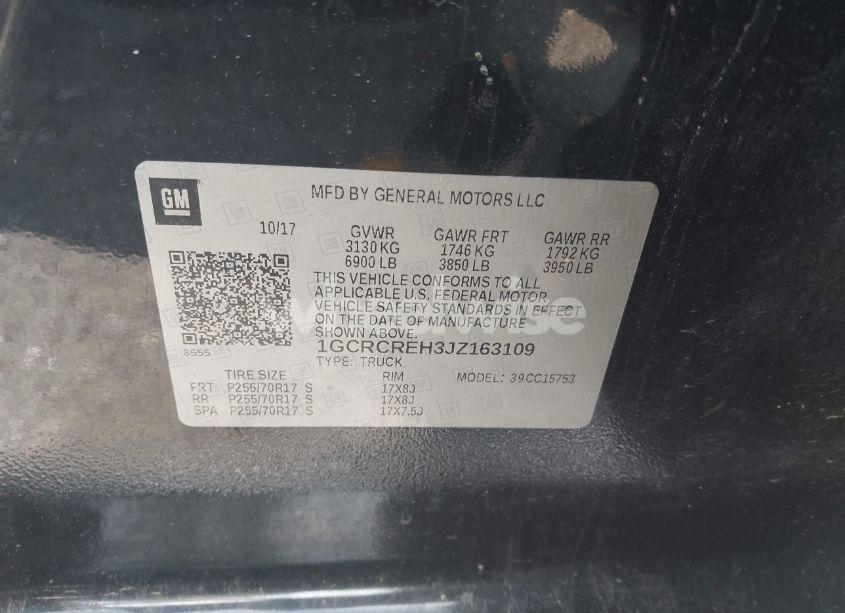 GM
MFD BY GENERAL MOTORS LLC
10/17 GVWR GAWR FRT GAWR RR
3130 KG 1746 KG 1792 KG
6900 LB 3850 LB 3950 LB
THIS VEHICLE CONFORMS TO ALL
APPLICABLE U.S. FEDERAL MOTOR
VEHICLE SAFETY STANDARDS IN EFFECT
ON THE DATE OF MANUFACTURE
SHOWN ABOVE.
8555
1GCRCREH3JZ163109
TYPE: TRUCK
TIRE SIZE RIM MODEL: 39CC15753
FRT P255/70R17 S 17X8J
RR P255/70R17 S 17X8J
SPA P255/70R17 S 17X7.5J